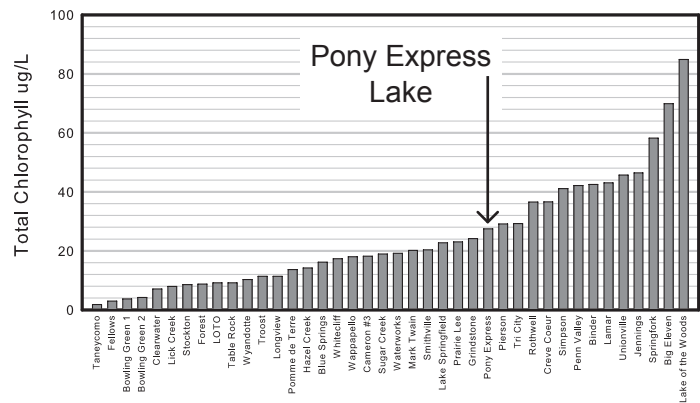 Total Chlorophyll ug/L
100
80
60
40
20
0
Pony Express
Lake
Taneycomo
Fellows
Bowling Green 1
Bowling Green 2
Clearwater
Lick Creek
Stockton
Forest
LOTO
Table Rock
Wyandotte
Troost
Longview
Pomme de Terre
Hazel Creek
Blue Springs
Whitecliff
Wappapello
Cameron #3
Sugar Creek
Waterworks
Mark Twain
Smithville
Lake Springfield
Prairie Lee
Grindstone
Pony Express
Pierson
Tri City
Rothwell
Creve Coeur
Simpson
Penn Valley
Binder
Lamar
Unionville
Jennings
Springfork
Big Eleven
Lake of the Woods